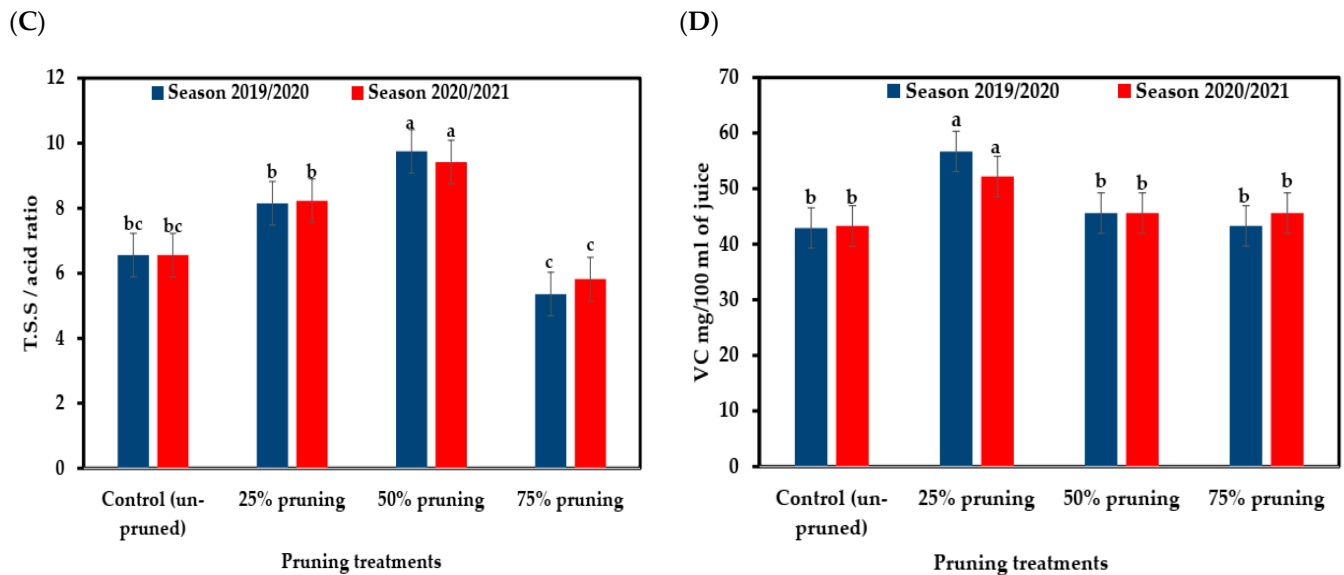 (C)
T.S.S / acid ratio
12
10
8
6
4
2
0
Season 2019/2020
Season 2020/2021
bc
bc
b
b
a
a
c
c
Control (un-
pruned)
25% pruning
50% pruning
75% pruning
Pruning treatments
(D)
VC mg/100 ml of juice
70
60
50
40
30
20
10
0
Season 2019/2020
Season 2020/2021
b
b
a
a
b
b
b
b
Control (un-
pruned)
25% pruning
50% pruning
75% pruning
Pruning treatments